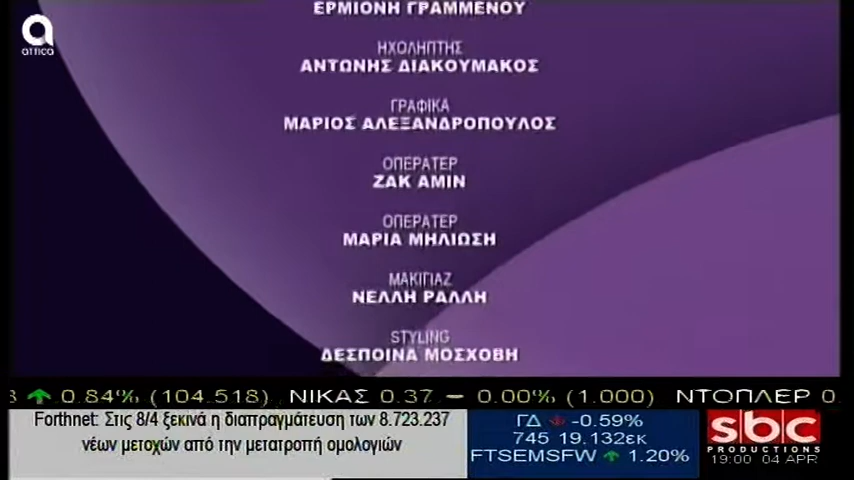 ΕΡΜΙΟΝΗ ΓΡΑΜΜΕΝΟΥ
attica
ΗΧΟΛΗΠΤΗΣ
ΑΝΤΩΝΗΣ ΔΙΑΚΟΥΜΑΚΟΣ
ΓΡΑΦΙΚΑ
ΜΑΡΙΟΣ ΑΛΕΞΑΝΔΡΟΠΟΥΛΟΣ
ΟΠΕΡΑΤΕΡ
ΖΑΚ ΑΜΙΝ
ΟΠΕΡΑΤΕΡ
ΜΑΡΙΑ ΜΗΛΙΩΣΗ
ΜΑΚΙΓΙΑΖ
ΝΕΛΛΗ ΡΑΛΛΗ
STYLING
ΔΕΣΠΟΙΝΑ ΜΟΣΧΟΒΗ
0.84% (104.518) ΝΙΚΑΣ 0.37 – 0.00% (1.000) ΝΤΟΠΛΕΡ 0.
Forthnet: Στις 8/4 ξεκινά η διαπραγμάτευση των 8.723.237
νέων μετοχών από την μετατροπή ομολογιών
ΓΔ -0.59%
745 19.132εκ
FTSEMSFW 1.20%
sbc
PRODUCTIONS
19:00 04 APR